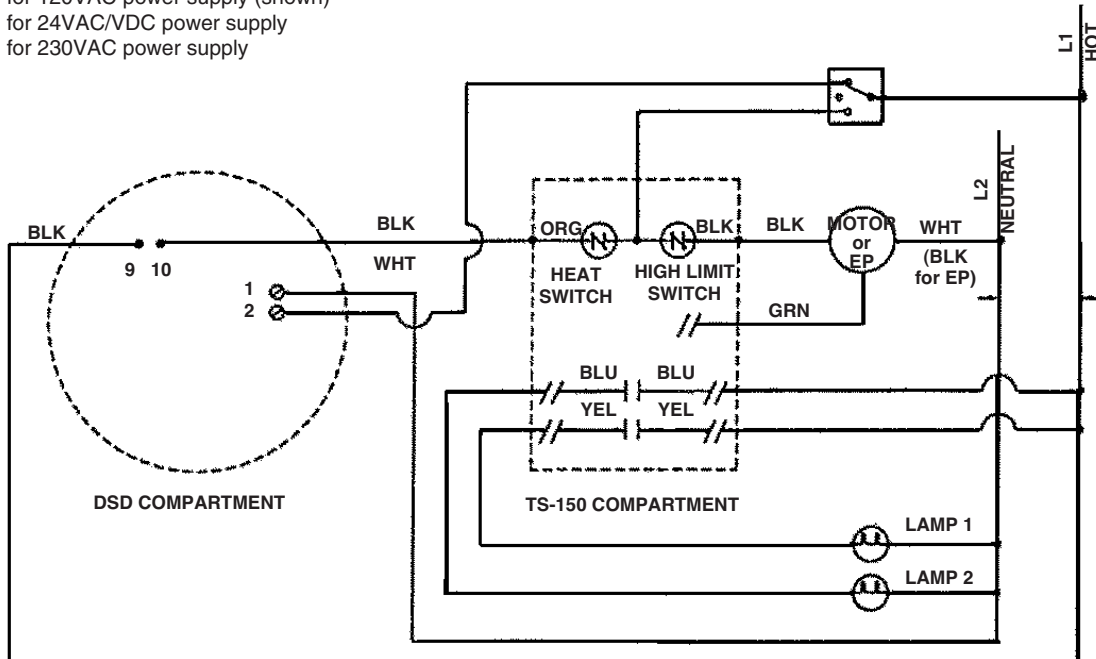 for 120VAC power supply (shown)
for 24VAC/VDC power supply
for 230VAC power supply
L1
HOT
L2
NEUTRAL
BLK
9 10
BLK
WHT
1
2
ORG
HEAT
SWITCH
BLK
HIGH LIMIT
SWITCH
BLK
MOTOR
or
EP
WHT
(BLK
for EP)
GRN
BLU
BLU
YEL
YEL
DSD COMPARTMENT
TS-150 COMPARTMENT
LAMP 1
LAMP 2